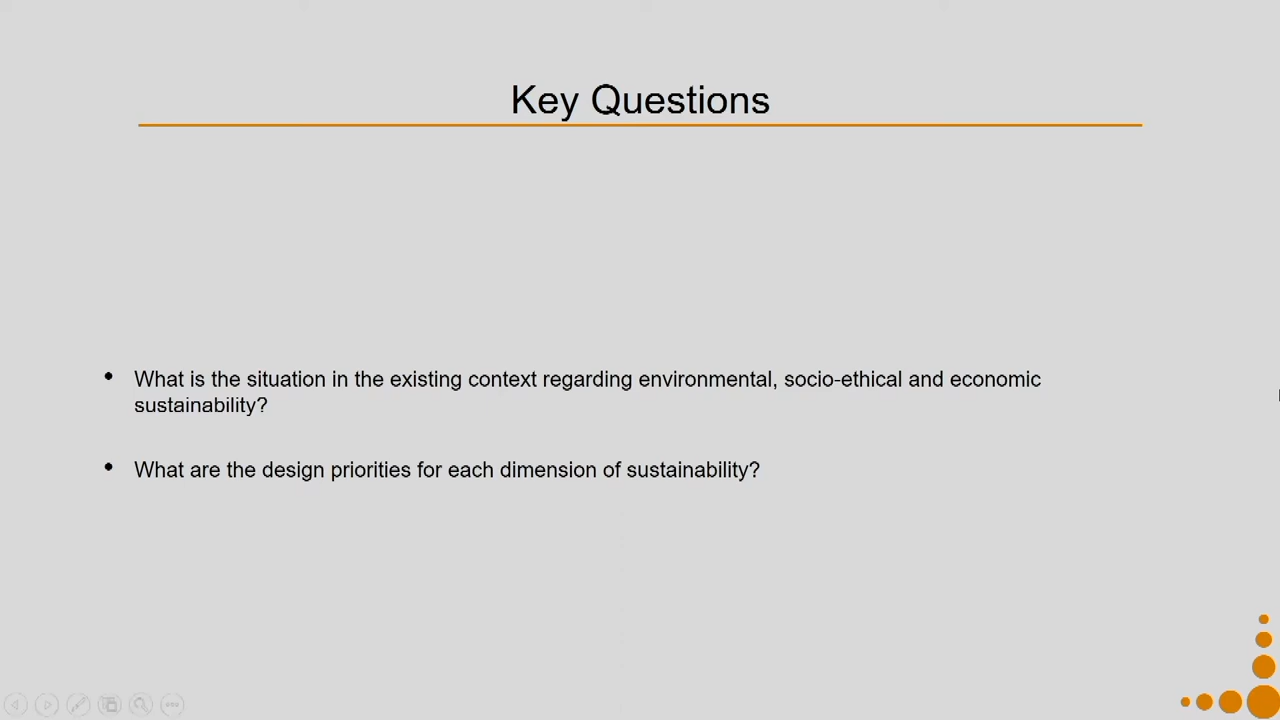 Key Questions
• What is the situation in the existing context regarding environmental, socio-ethical and economic
sustainability?
• What are the design priorities for each dimension of sustainability?